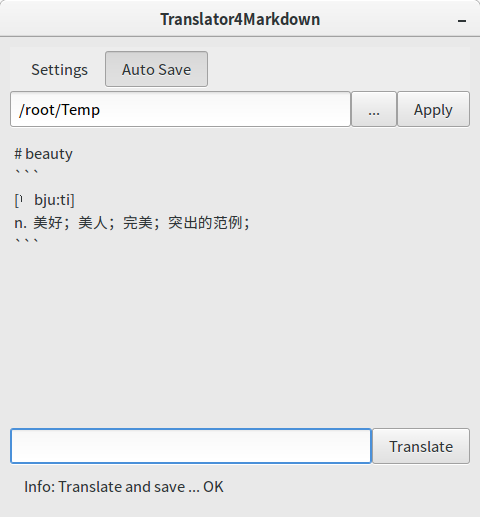 Translator4Markdown
Settings
Auto Save
/root/Temp
...
Apply
# beauty
```
[ˈ bju:ti]
n. 美好；美人；完美；突出的范例；
```
Translate
Info: Translate and save ... OK